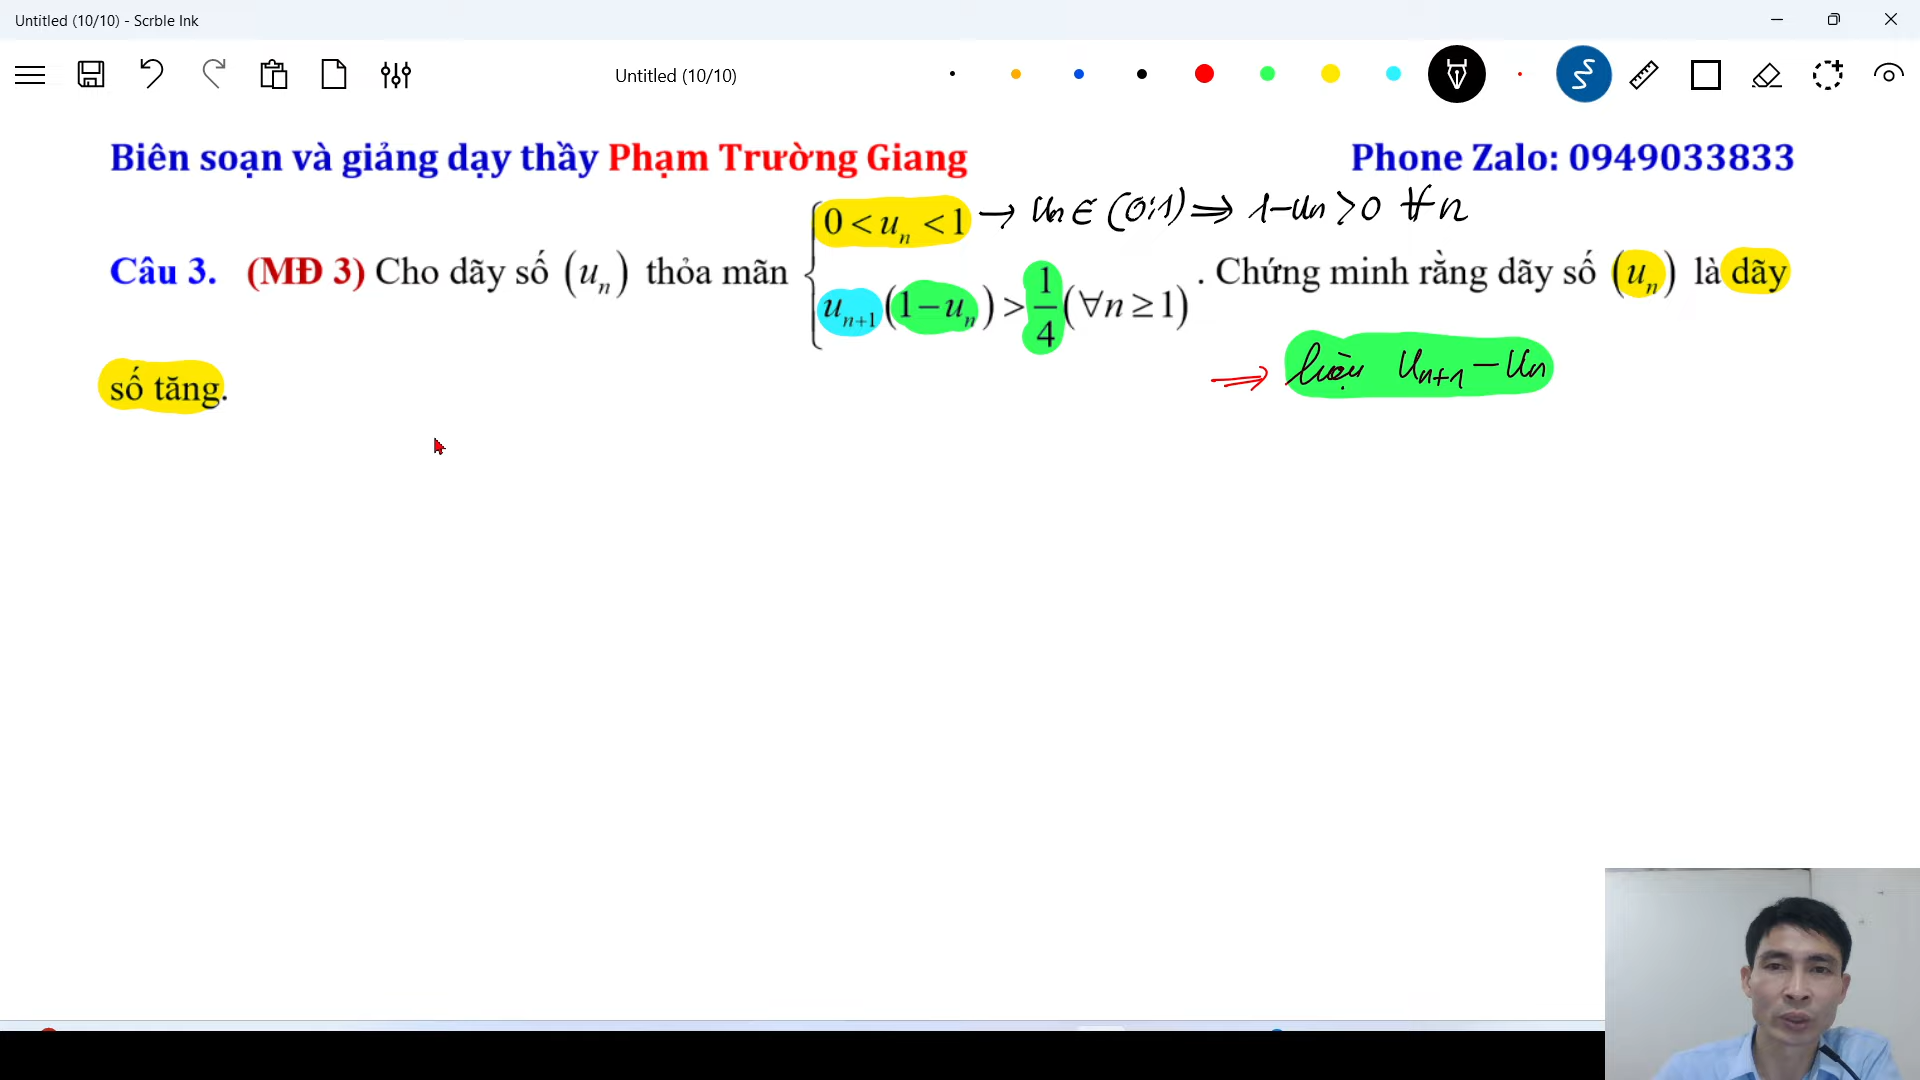 Untitled (10/10) - Scrble Ink
Untitled (10/10)
Biên soạn và giảng dạy thầy Phạm Trường Giang Phone Zalo: 0949033833
0 < uₙ < 1 → uₙ ∈ (0;1) ⇒ 1-uₙ > 0 ∀n
Câu 3. (MĐ 3) Cho dãy số (uₙ) thỏa mãn . Chứng minh rằng dãy số (uₙ) là dãy
uₙ₊₁(1-uₙ) > 1/4 (∀n ≥ 1)
⇒ hiệu uₙ₊₁ - uₙ
số tăng.